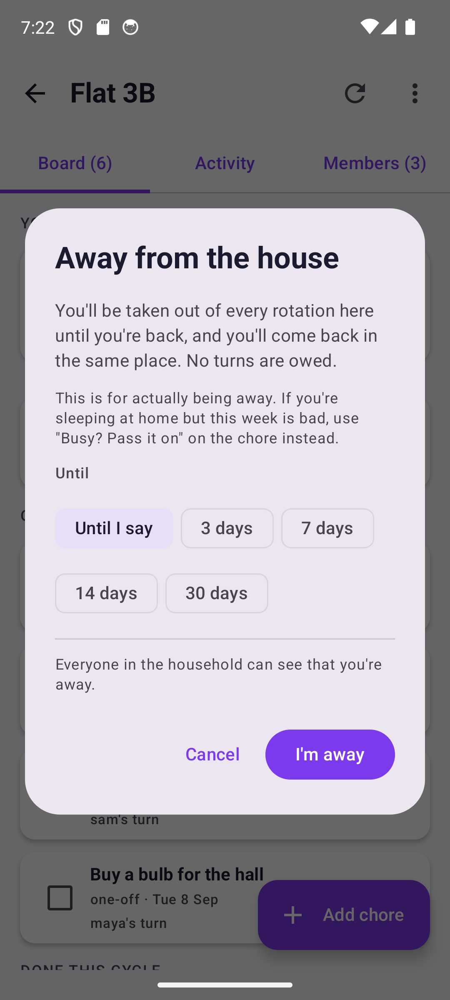 7:22
Flat 3B
Board (6)
Activity
Members (3)
Away from the house
You'll be taken out of every rotation here
until you're back, and you'll come back in
the same place. No turns are owed.
This is for actually being away. If you're
sleeping at home but this week is bad, use
"Busy? Pass it on" on the chore instead.
Until
Until I say
3 days
7 days
14 days
30 days
Everyone in the household can see that you're
away.
Cancel
I'm away
sam's turn
Buy a bulb for the hall
one-off · Tue 8 Sep
maya's turn
Add chore
DONE THIS CYCLE